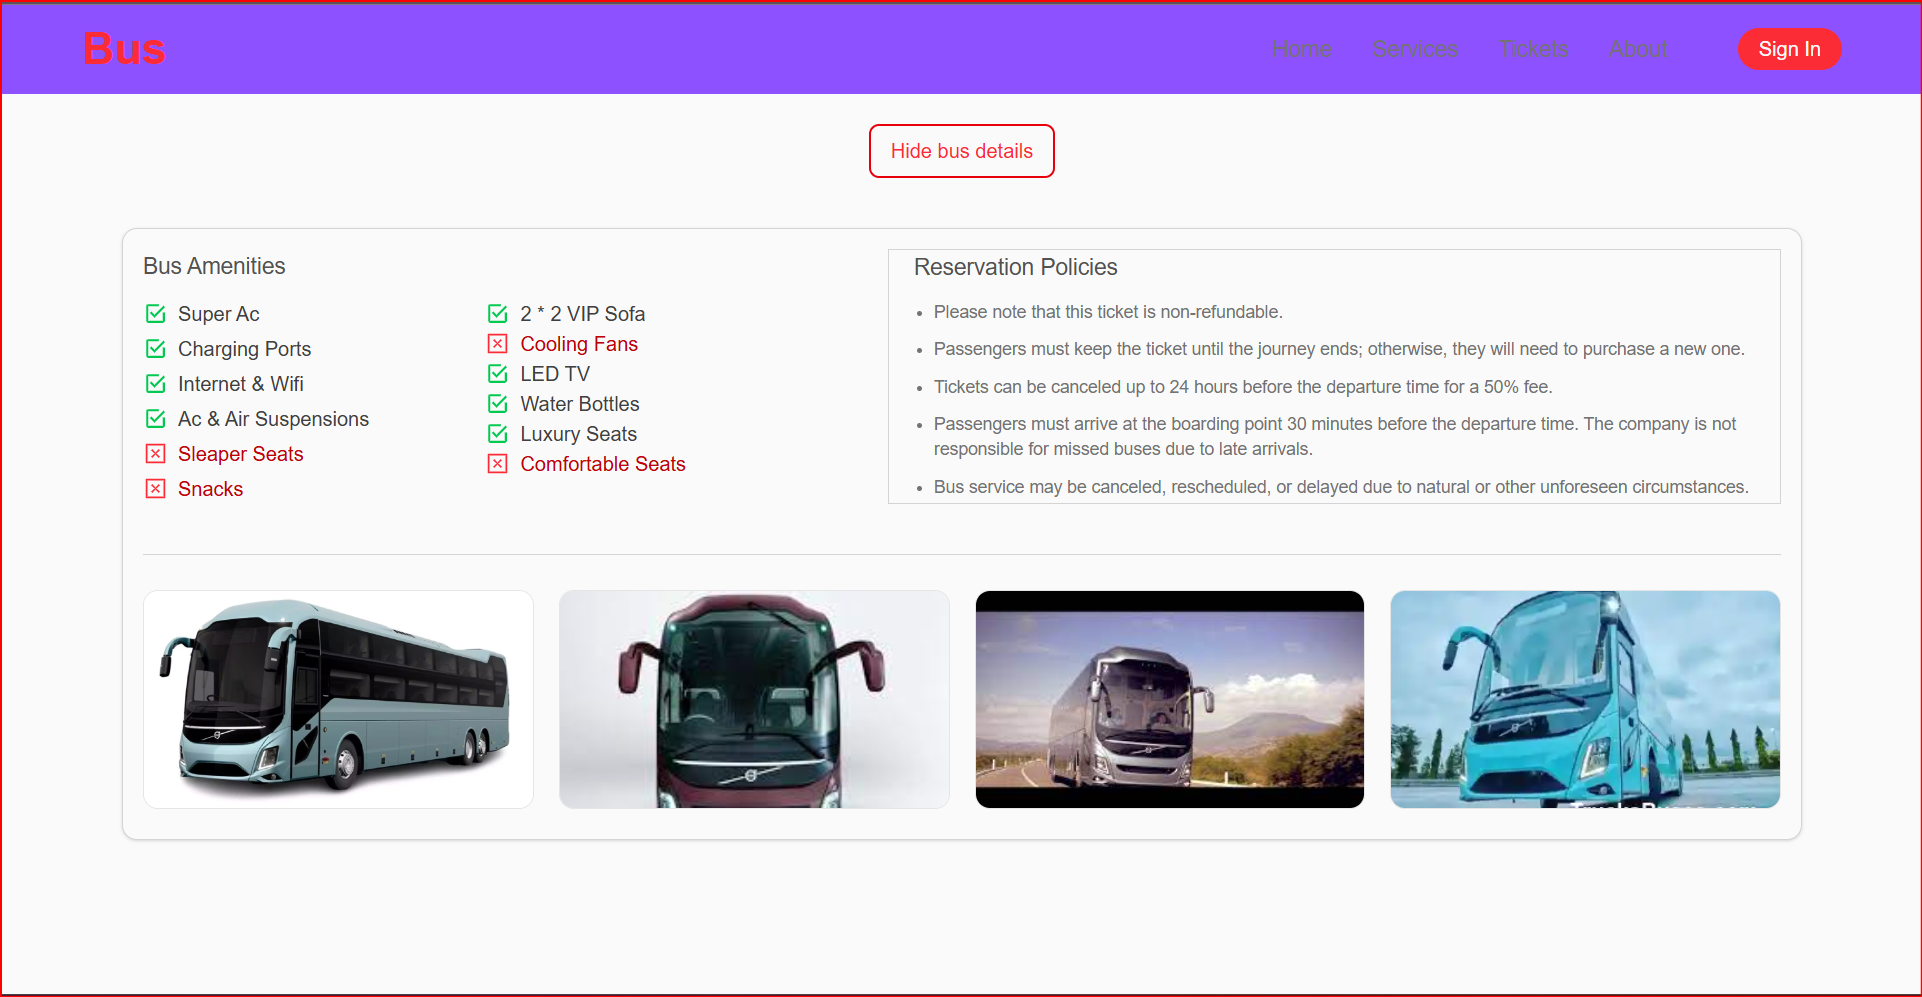 Bus
Home
Services
Tickets
About
Sign In
Hide bus details
Bus Amenities
Super Ac
Charging Ports
Internet & Wifi
Ac & Air Suspensions
Sleaper Seats
Snacks
2 * 2 VIP Sofa
Cooling Fans
LED TV
Water Bottles
Luxury Seats
Comfortable Seats
Reservation Policies
Please note that this ticket is non-refundable.
Passengers must keep the ticket until the journey ends; otherwise, they will need to purchase a new one.
Tickets can be canceled up to 24 hours before the departure time for a 50% fee.
Passengers must arrive at the boarding point 30 minutes before the departure time. The company is not
responsible for missed buses due to late arrivals.
Bus service may be canceled, rescheduled, or delayed due to natural or other unforeseen circumstances.